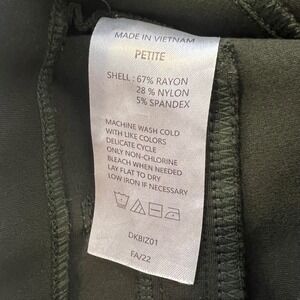 MADE IN VIETNAM
PETITE
SHELL: 67% RAYON
28% NYLON
5% SPANDEX
MACHINE WASH COLD
WITH LIKE COLORS
DELICATE CYCLE
ONLY NON-CHLORINE
BLEACH WHEN NEEDED
LAY FLAT TO DRY
LOW IRON IF NECESSARY
DKBIZ01
FA/22